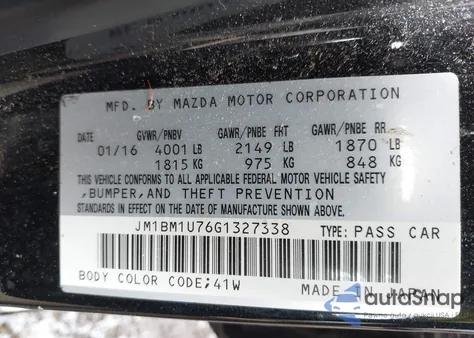 MFD. BY MAZDA MOTOR CORPORATION
DATE GVWR/PNBV GAWR/PNBE FRT GAWR/PNBE RR
01/16 4001 LB 2149 LB 1870 LB
1815 KG 975 KG 848 KG
THIS VEHICLE CONFORMS TO ALL APPLICABLE FEDERAL MOTOR VEHICLE SAFETY
,BUMPER,AND THEFT PREVENTION
STANDARDS IN EFFECT ON THE DATE OF MANUFACTURE SHOWN ABOVE.
JM1BM1U76G1327338 TYPE: PASS CAR
BODY COLOR CODE;41W MADE IN JAPAN
autoSnap